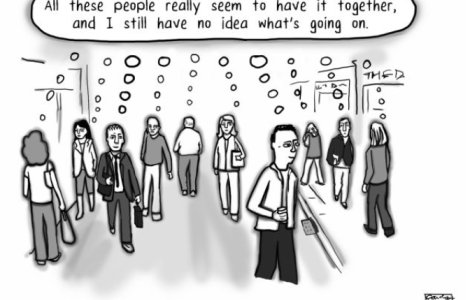 All these people really seem to have it together,
and I still have no idea what's going on.